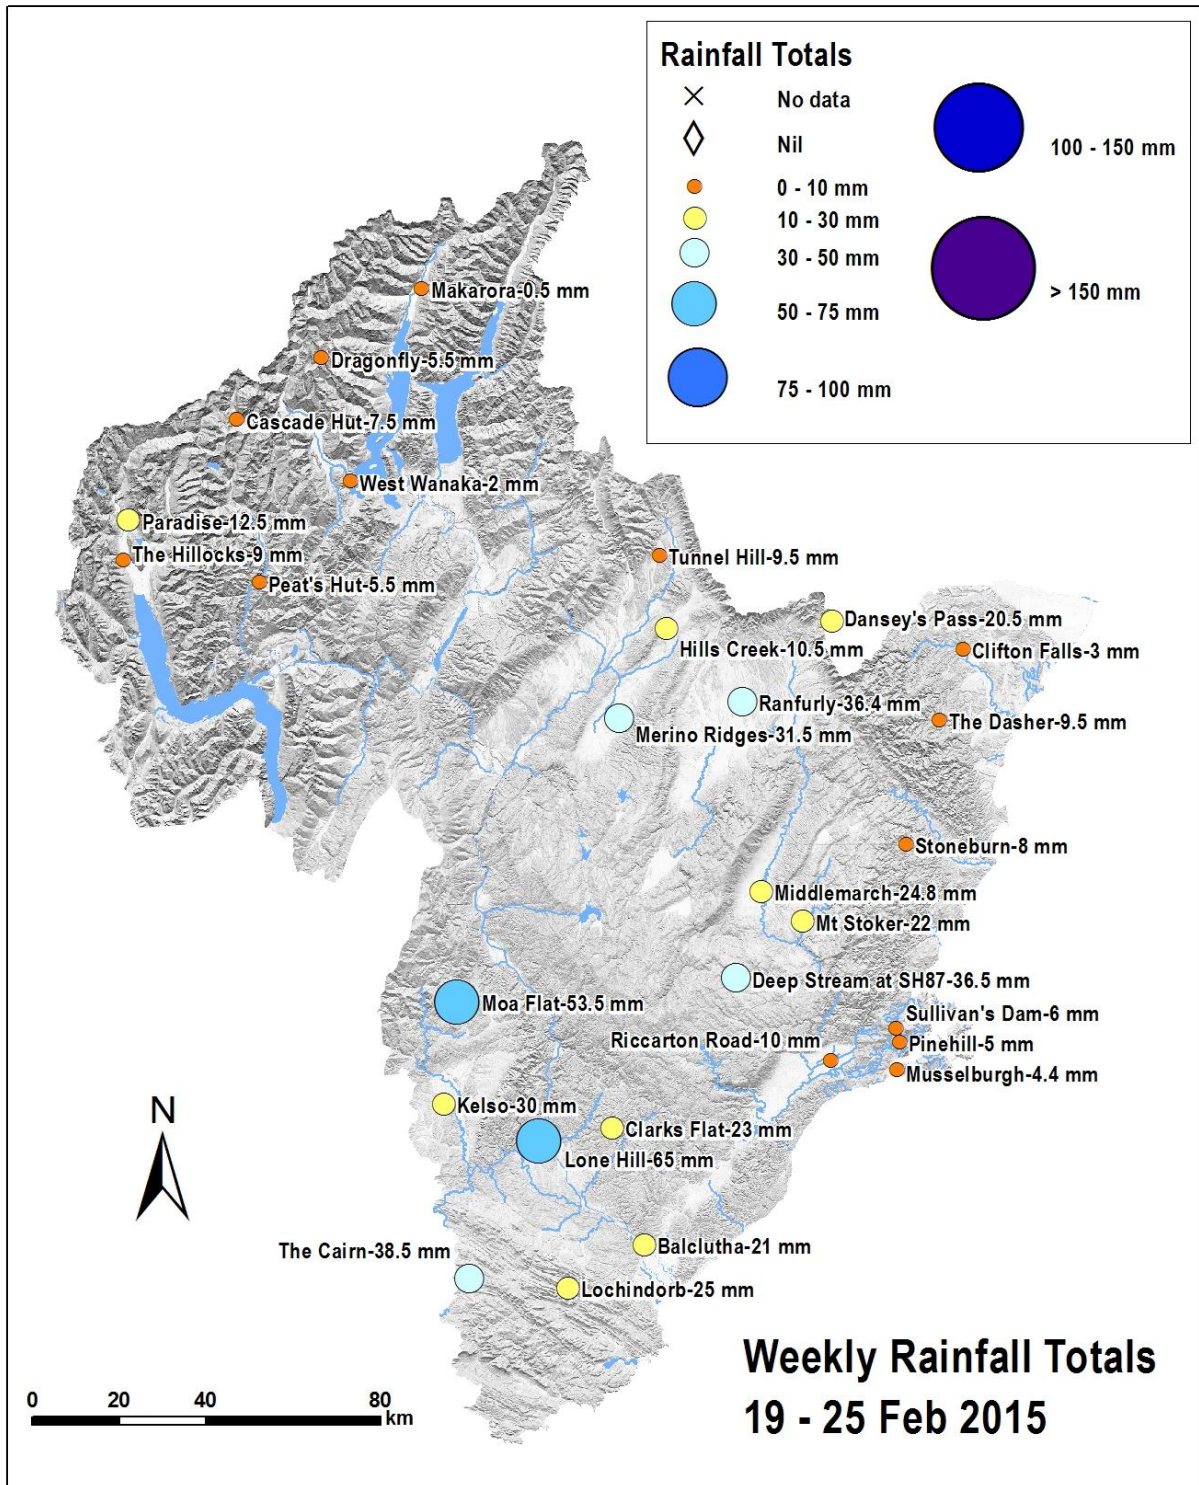 Rainfall Totals
No data
Nil
0 - 10 mm
10 - 30 mm
30 - 50 mm
50 - 75 mm
75 - 100 mm
100 - 150 mm
> 150 mm
Makarora-0.5 mm
Dragonfly-5.5 mm
Cascade Hut-7.5 mm
West Wanaka-2 mm
Paradise-12.5 mm
The Hillocks-9 mm
Peat's Hut-5.5 mm
Tunnel Hill-9.5 mm
Dansey's Pass-20.5 mm
Hills Creek-10.5 mm
Clifton Falls-3 mm
Ranfurly-36.4 mm
The Dasher-9.5 mm
Merino Ridges-31.5 mm
Stoneburn-8 mm
Middlemarch-24.8 mm
Mt Stoker-22 mm
Deep Stream at SH87-36.5 mm
Moa Flat-53.5 mm
Sullivan's Dam-6 mm
Riccarton Road-10 mm
Pinehill-5 mm
Musselburgh-4.4 mm
Kelso-30 mm
Clarks Flat-23 mm
Lone Hill-65 mm
N
Balclutha-21 mm
The Cairn-38.5 mm
Lochindorb-25 mm
Weekly Rainfall Totals
19 - 25 Feb 2015
0 20 40 80
km